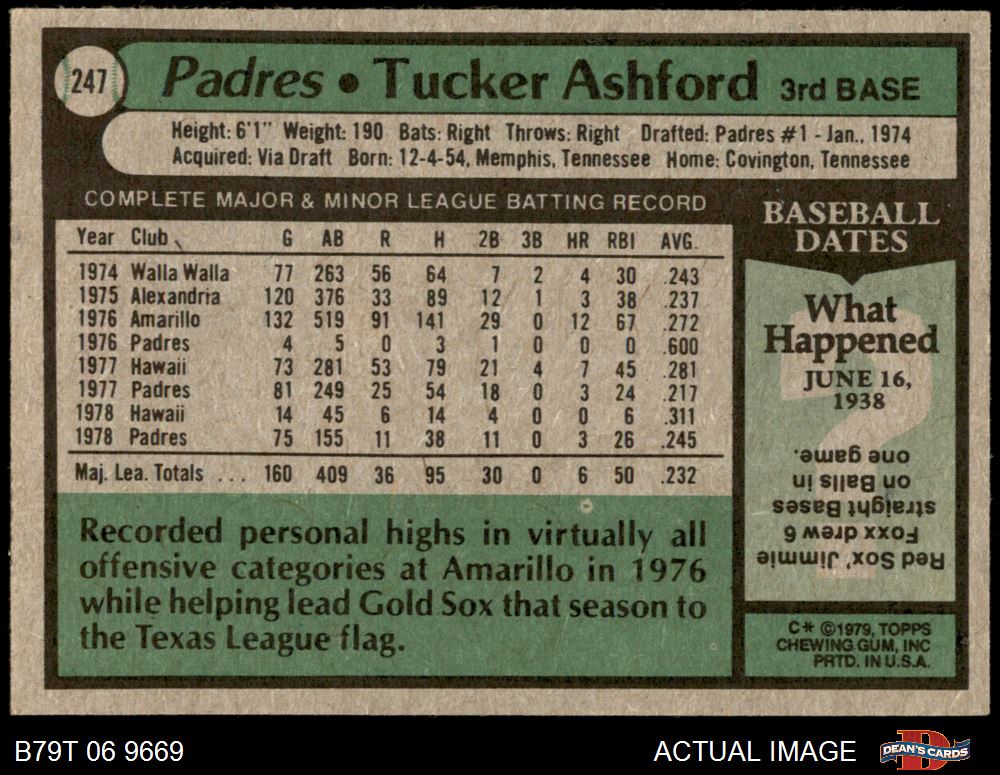 247 Padres • Tucker Ashford 3rd BASE
Height: 6'1" Weight: 190 Bats: Right Throws: Right Drafted: Padres #1 - Jan., 1974
Acquired: Via Draft Born: 12-4-54, Memphis, Tennessee Home: Covington, Tennessee
COMPLETE MAJOR & MINOR LEAGUE BATTING RECORD
Year Club G AB R H 2B 3B HR RBI AVG.
1974 Walla Walla 77 263 56 64 7 2 4 30 .243
1975 Alexandria 120 376 33 89 12 1 3 38 .237
1976 Amarillo 132 519 91 141 29 0 12 67 .272
1976 Padres 4 5 0 3 1 0 0 0 .600
1977 Hawaii 73 281 53 79 21 4 7 45 .281
1977 Padres 81 249 25 54 18 0 3 24 .217
1978 Hawaii 14 45 6 14 4 0 0 6 .311
1978 Padres 75 155 11 38 11 0 3 26 .245
Maj. Lea. Totals ... 160 409 36 95 30 0 6 50 .232
Recorded personal highs in virtually all
offensive categories at Amarillo in 1976
while helping lead Gold Sox that season to
the Texas League flag.
BASEBALL
DATES
What
Happened
JUNE 16,
1938
Red Sox' Jimmie
Foxx drew 6
straight Bases
on Balls in
one game.
C* ©1979, TOPPS
CHEWING GUM, INC
PRTD. IN U.S.A.
B79T 06 9669
ACTUAL IMAGE
DEAN'S CARDS